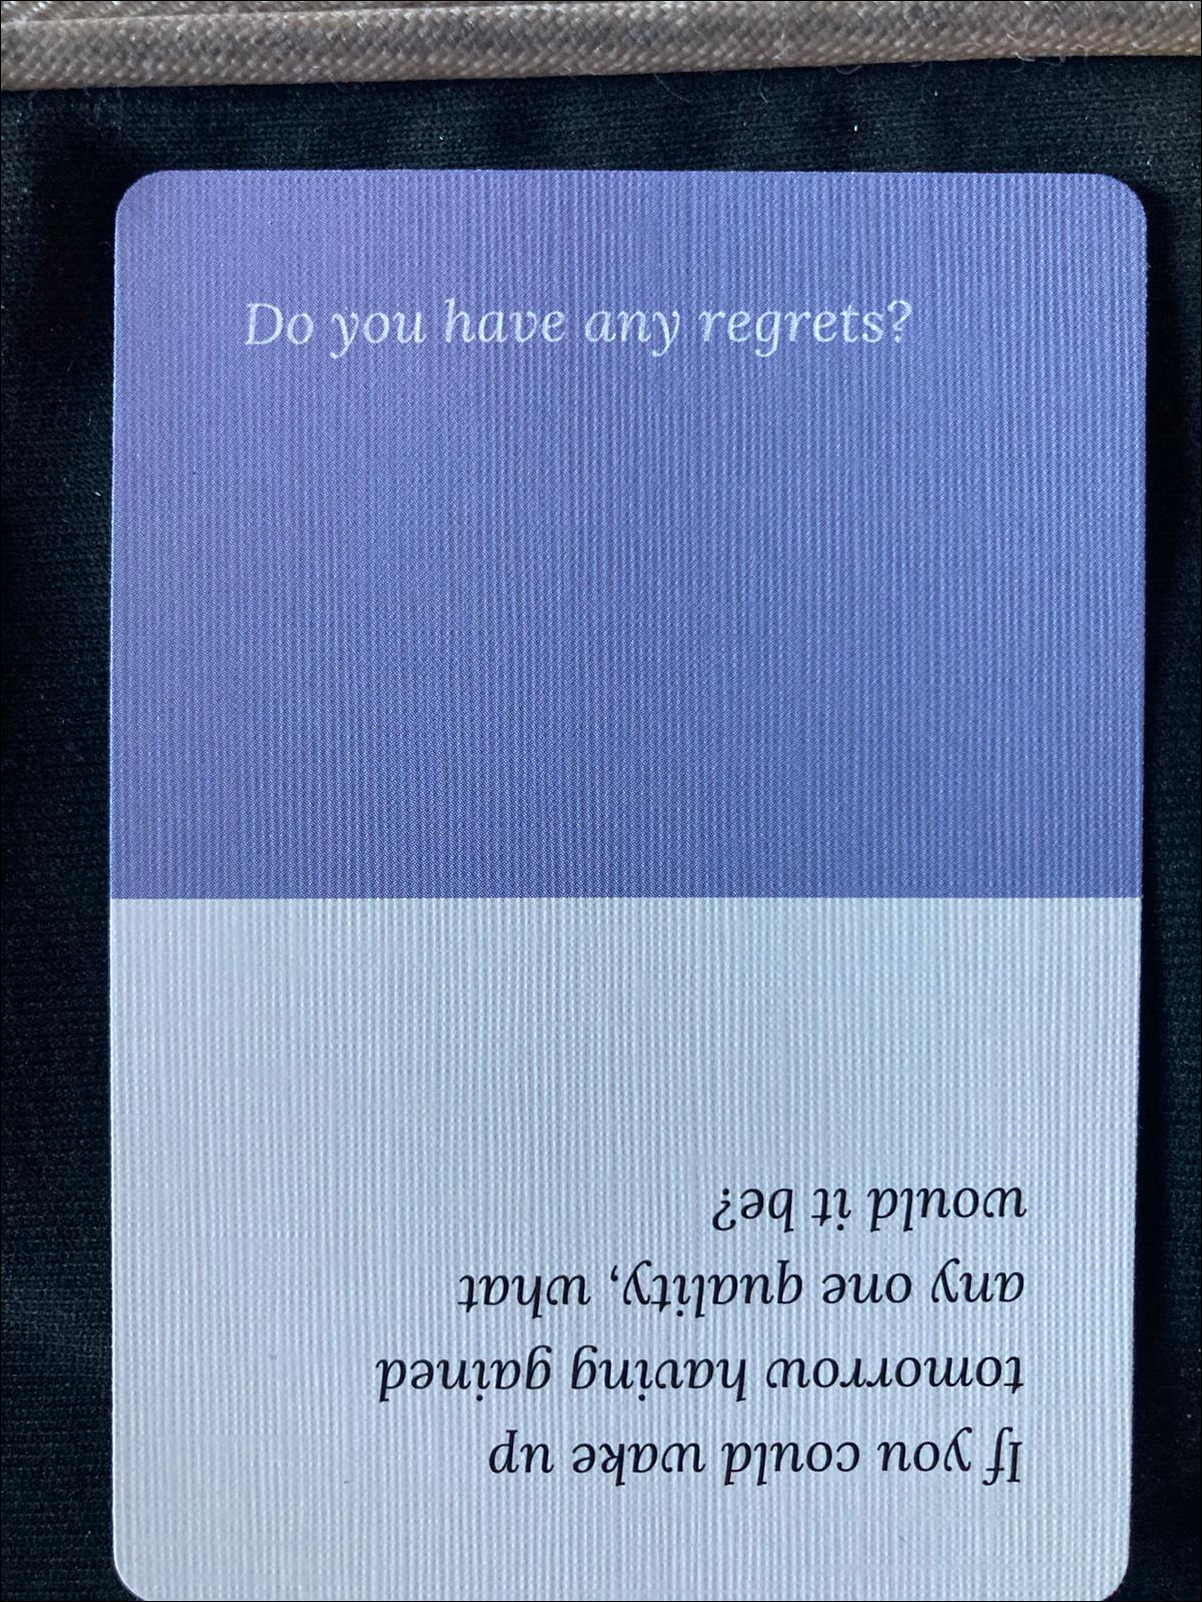 Do you have any regrets?
If you could wake up
tomorrow having gained
any one quality, what
would it be?